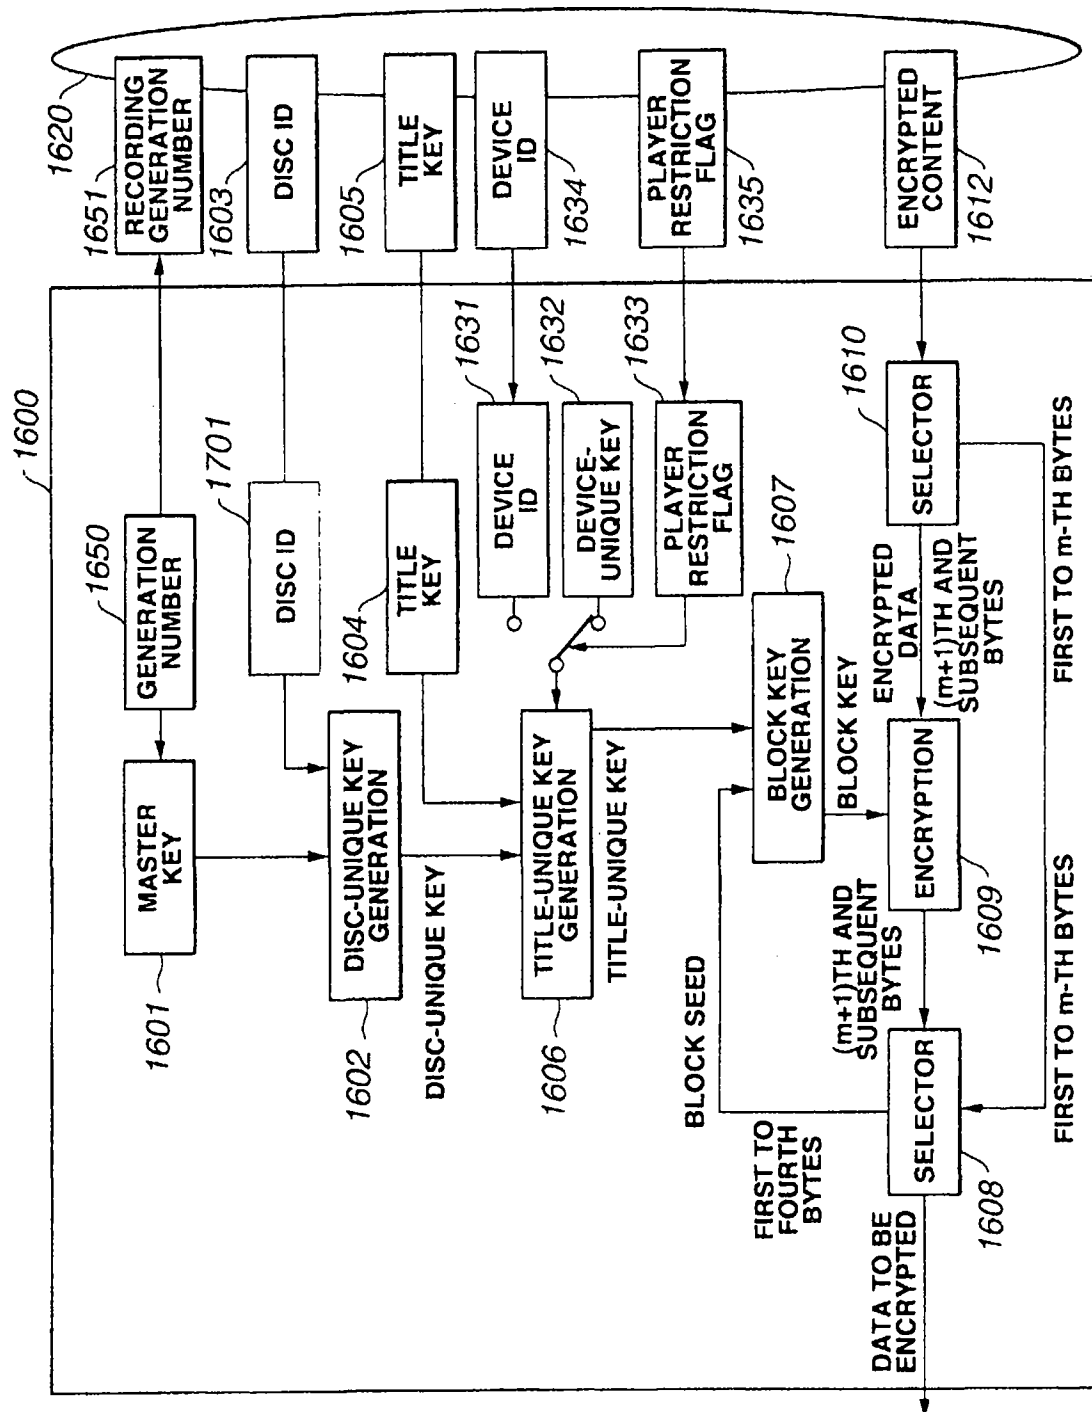 1600
1620
1651
RECORDING
GENERATION
NUMBER
1603
DISC ID
1605
TITLE
KEY
DEVICE
ID
1634
PLAYER
RESTRICTION
FLAG
1635
ENCRYPTED
CONTENT
1612
1650
GENERATION
NUMBER
1701
DISC ID
1604
TITLE
KEY
1631
DEVICE
ID
1632
DEVICE-
UNIQUE KEY
1633
PLAYER
RESTRICTION
FLAG
1610
SELECTOR
MASTER
KEY
1601
DISC-UNIQUE KEY
GENERATION
1602
DISC-UNIQUE KEY
TITLE-UNIQUE KEY
GENERATION
1606
TITLE-UNIQUE KEY
1607
BLOCK KEY
GENERATION
BLOCK KEY
ENCRYPTED
DATA
(m+1)TH AND
SUBSEQUENT
BYTES
FIRST TO m-TH BYTES
ENCRYPTION
1609
(m+1)TH AND
SUBSEQUENT
BYTES
BLOCK SEED
FIRST TO
FOURTH
BYTES
SELECTOR
1608
FIRST TO m-TH BYTES
DATA TO BE
ENCRYPTED